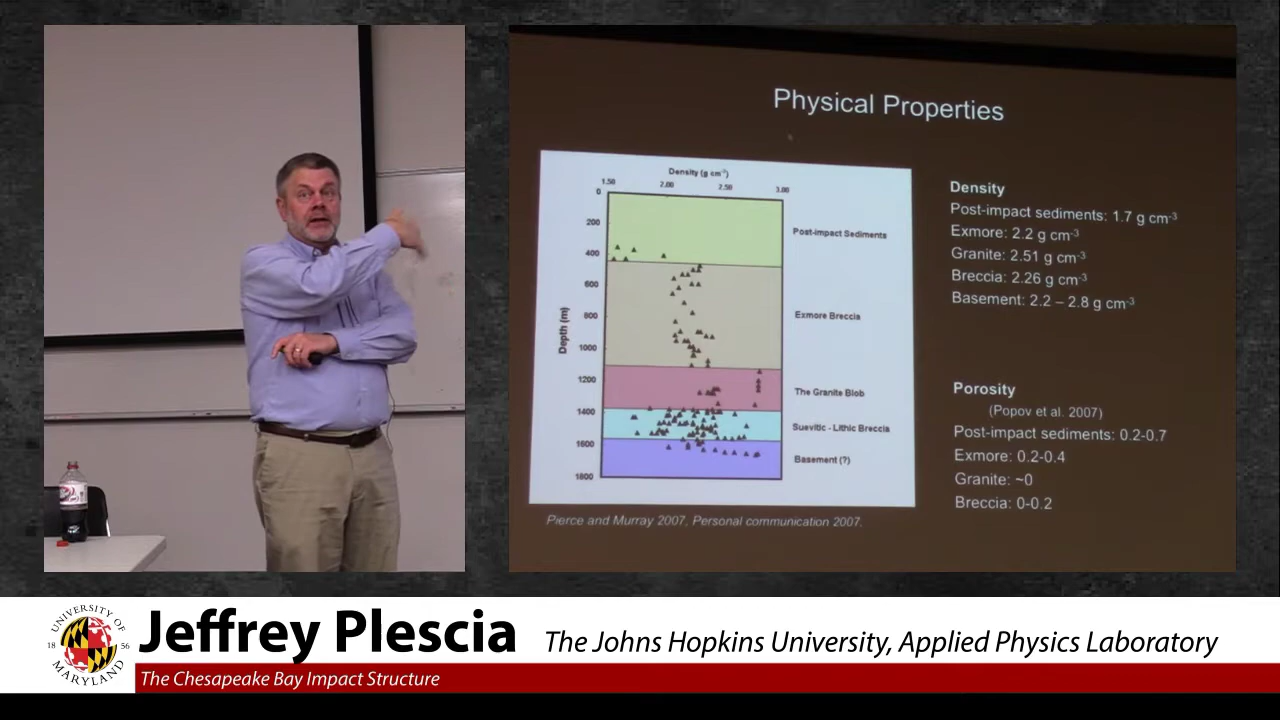 Physical Properties
Density (g cm-3)
1.50 2.00 2.50 3.00
0
200
400
600
800
1000
1200
1400
1600
1800
Depth (m)
Post-impact Sediments
Exmore Breccia
The Granite Blob
Suevitic - Lithic Breccia
Basement (?)
Pierce and Murray 2007, Personal communication 2007.
Density
Post-impact sediments: 1.7 g cm-3
Exmore: 2.2 g cm-3
Granite: 2.51 g cm-3
Breccia: 2.26 g cm-3
Basement: 2.2 – 2.8 g cm-3
Porosity
(Popov et al. 2007)
Post-impact sediments: 0.2-0.7
Exmore: 0.2-0.4
Granite: ~0
Breccia: 0-0.2
UNIVERSITY OF
18 56
MARYLAND
Jeffrey Plescia
The Johns Hopkins University, Applied Physics Laboratory
The Chesapeake Bay Impact Structure